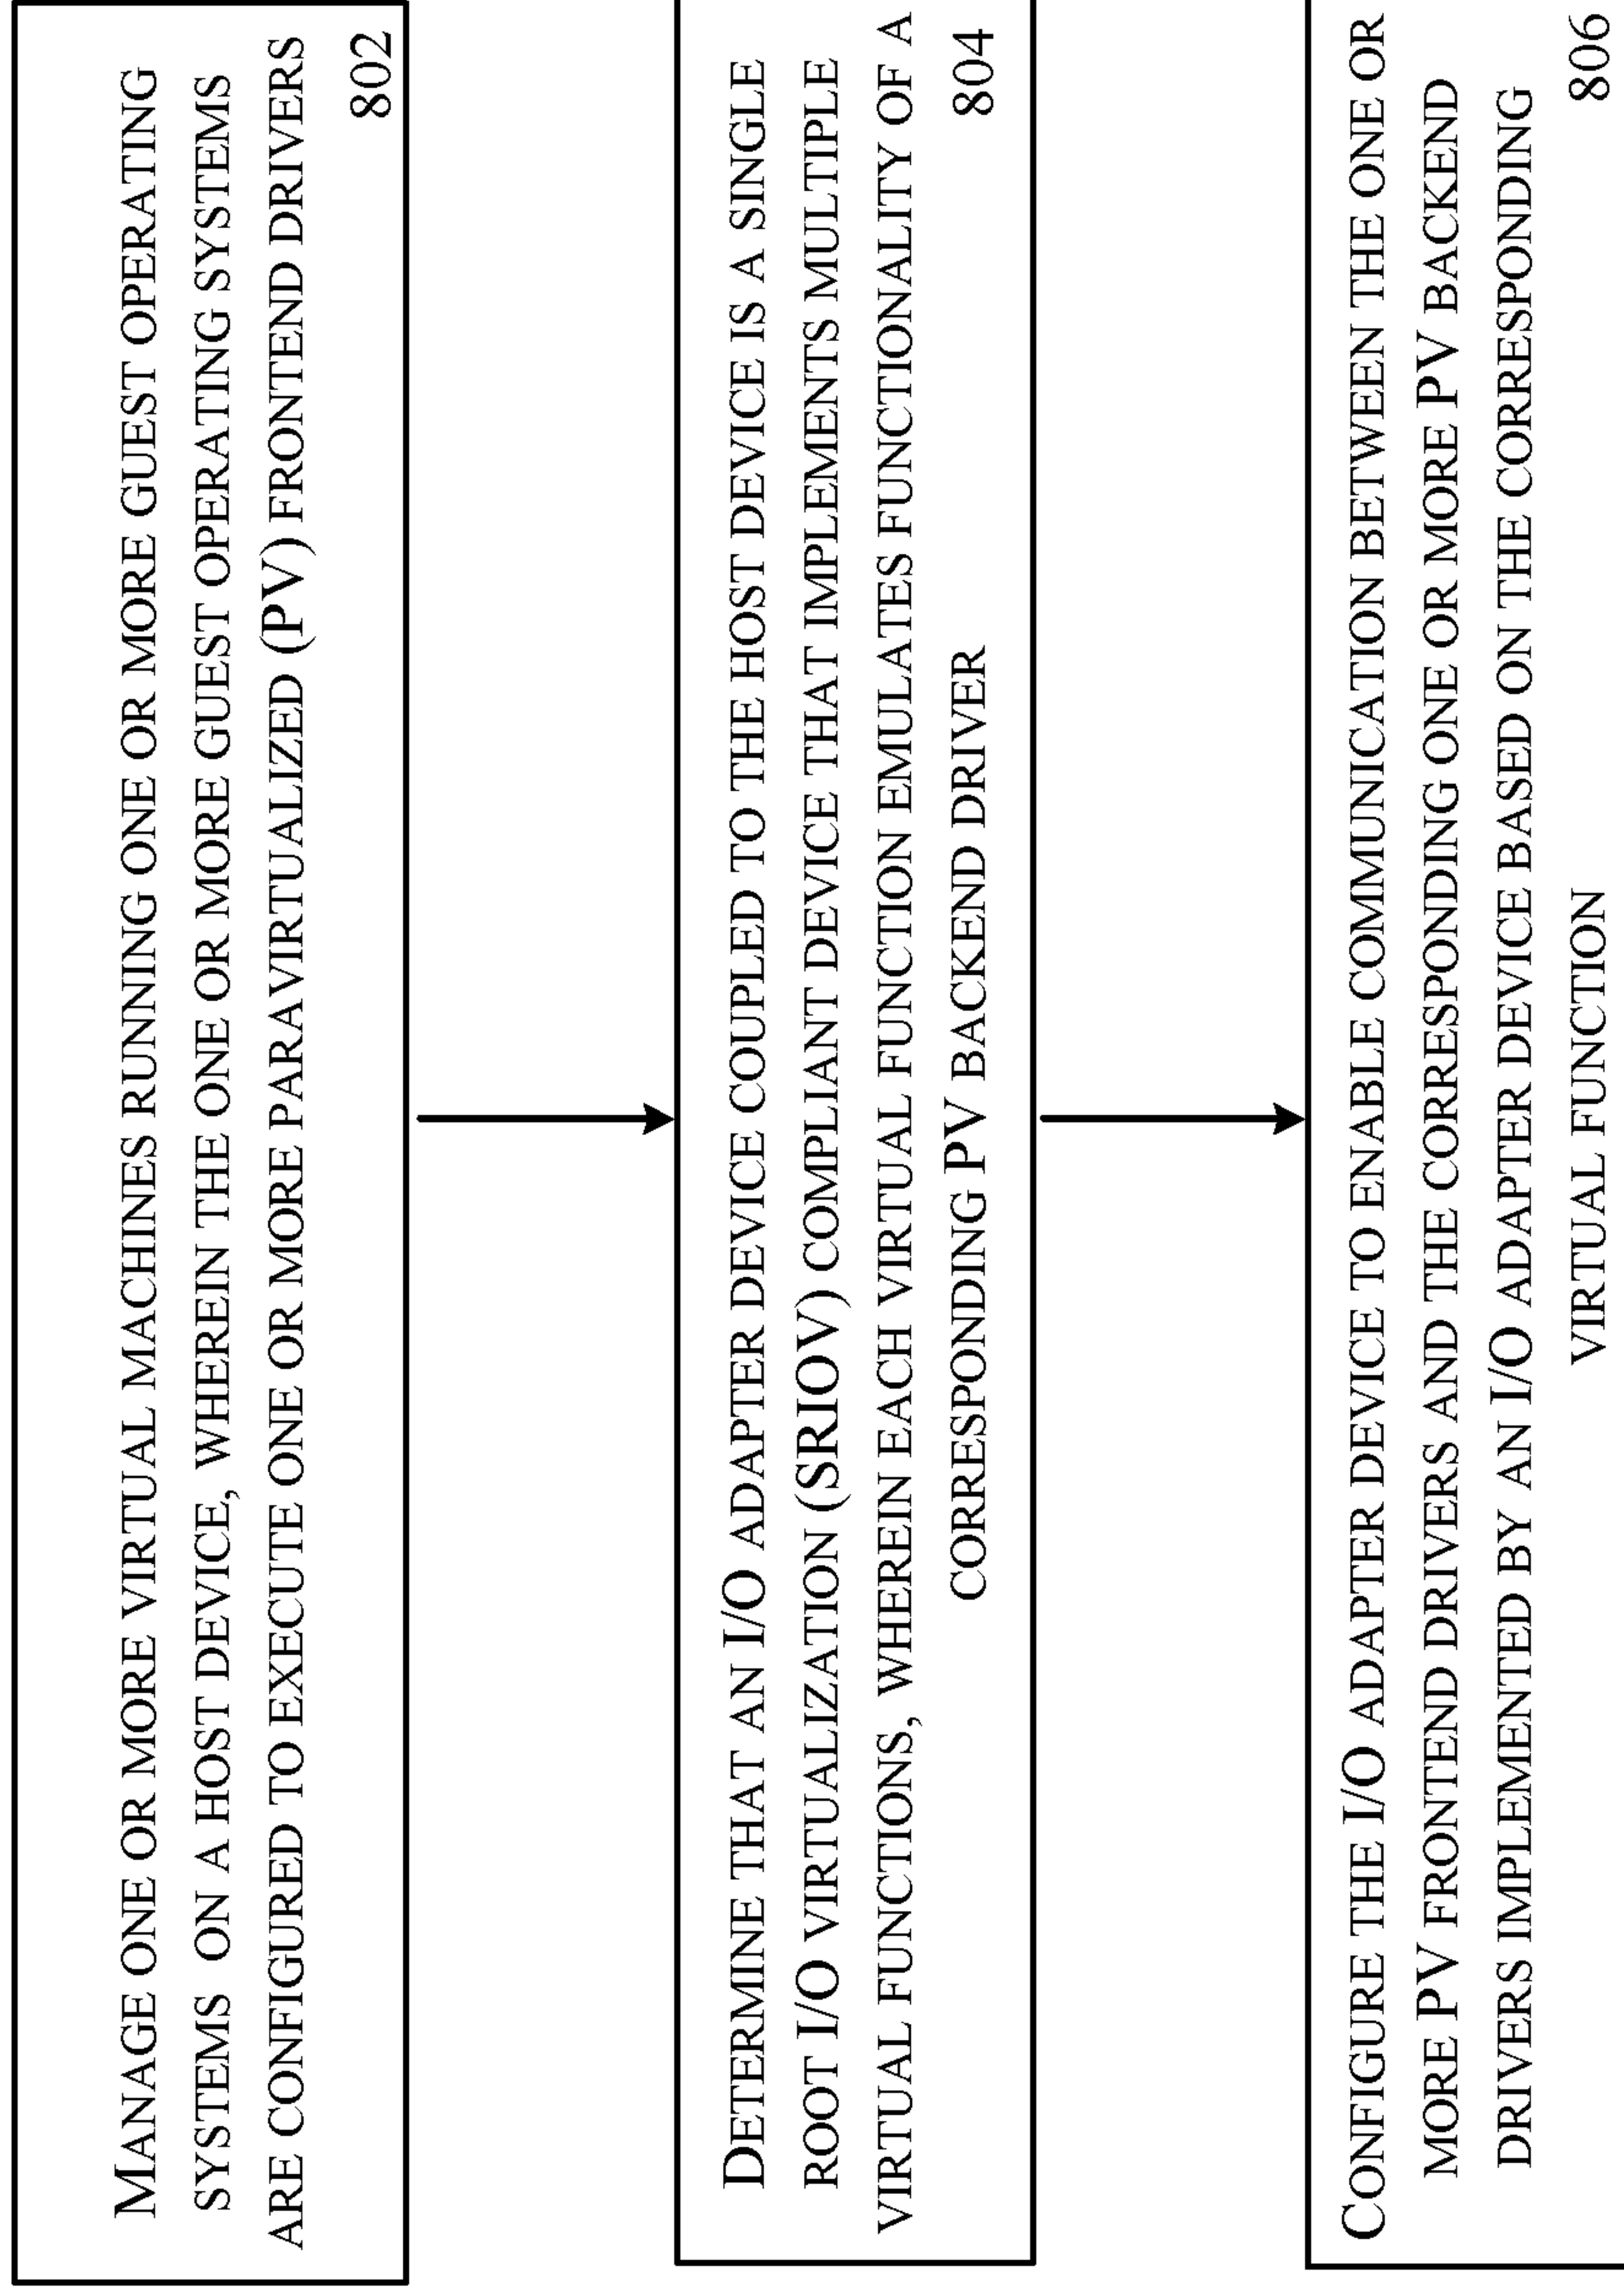 MANAGE ONE OR MORE VIRTUAL MACHINES RUNNING ONE OR MORE GUEST OPERATING
SYSTEMS ON A HOST DEVICE, WHEREIN THE ONE OR MORE GUEST OPERATING SYSTEMS
ARE CONFIGURED TO EXECUTE ONE OR MORE PARAVIRTUALIZED (PV) FRONTEND DRIVERS
802
DETERMINE THAT AN I/O ADAPTER DEVICE COUPLED TO THE HOST DEVICE IS A SINGLE
ROOT I/O VIRTUALIZATION (SRIOV) COMPLIANT DEVICE THAT IMPLEMENTS MULTIPLE
VIRTUAL FUNCTIONS, WHEREIN EACH VIRTUAL FUNCTION EMULATES FUNCTIONALITY OF A
CORRESPONDING PV BACKEND DRIVER 804
CONFIGURE THE I/O ADAPTER DEVICE TO ENABLE COMMUNICATION BETWEEN THE ONE OR
MORE PV FRONTEND DRIVERS AND THE CORRESPONDING ONE OR MORE PV BACKEND
DRIVERS IMPLEMENTED BY AN I/O ADAPTER DEVICE BASED ON THE CORRESPONDING
VIRTUAL FUNCTION 806